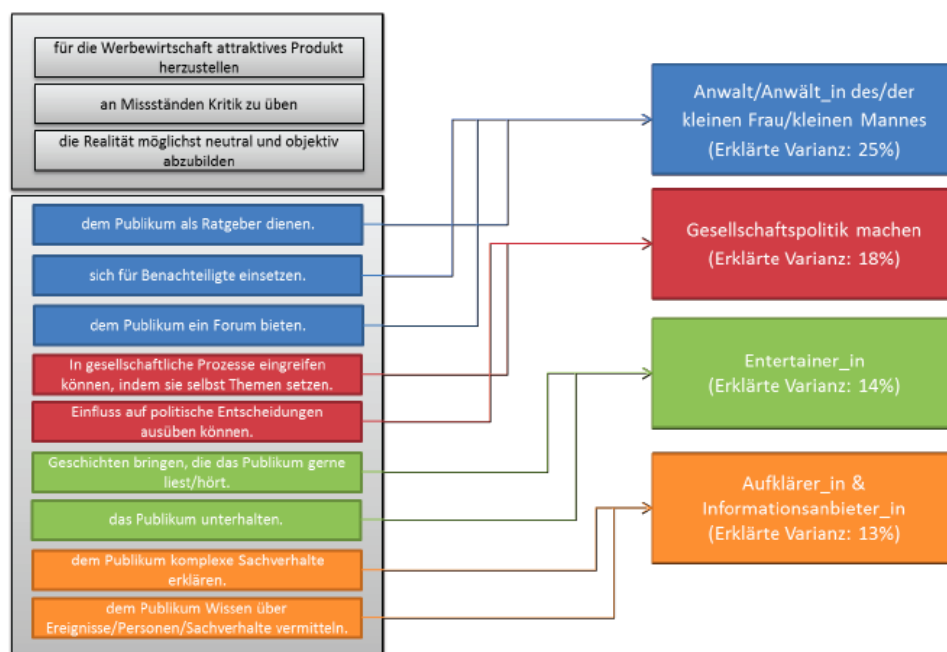 für die Werbewirtschaft attraktives Produkt
herzustellen
an Missständen Kritik zu üben
die Realität möglichst neutral und objektiv
abzubilden
dem Publikum als Ratgeber dienen.
sich für Benachteiligte einsetzen.
dem Publikum ein Forum bieten.
In gesellschaftliche Prozesse eingreifen
können, indem sie selbst Themen setzen.
Einfluss auf politische Entscheidungen
ausüben können.
Geschichten bringen, die das Publikum gerne
liest/hört.
das Publikum unterhalten.
dem Publikum komplexe Sachverhalte
erklären.
dem Publikum Wissen über
Ereignisse/Personen/Sachverhalte vermitteln.
Anwalt/Anwält_in des/der
kleinen Frau/kleinen Mannes
(Erklärte Varianz: 25%)
Gesellschaftspolitik machen
(Erklärte Varianz: 18%)
Entertainer_in
(Erklärte Varianz: 14%)
Aufklärer_in &
Informationsanbieter_in
(Erklärte Varianz: 13%)